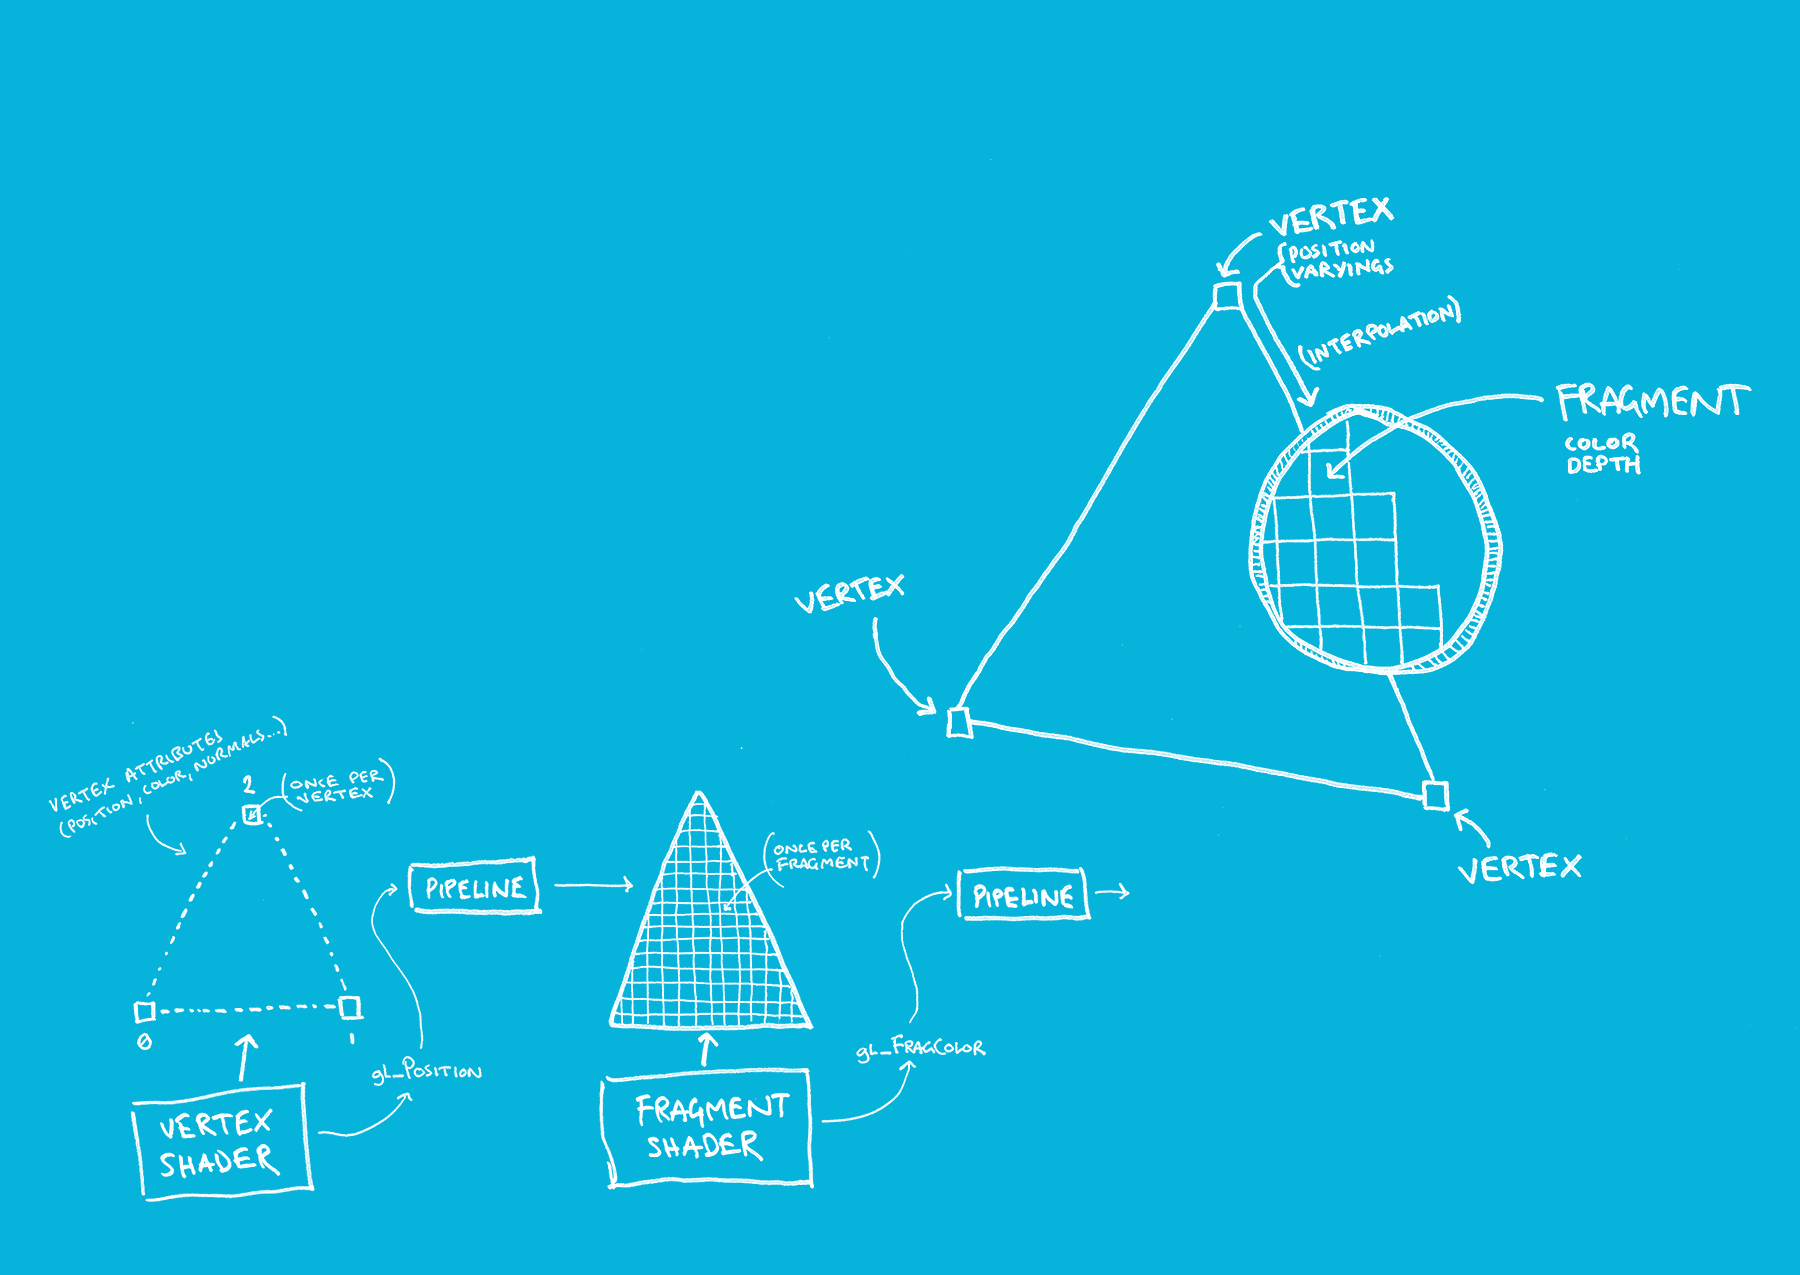 VERTEX
{POSITION
VARYINGS
(INTERPOLATION)
FRAGMENT
COLOR
DEPTH
VERTEX
VERTEX
VERTEX ATTRIBUTES
(POSITION, COLOR, NORMALS...)
2
(ONCE PER
VERTEX)
0
1
PIPELINE
(ONCE PER
FRAGMENT)
PIPELINE
gL_POSITION
gL_FRAGCOLOR
VERTEX
SHADER
FRAGMENT
SHADER